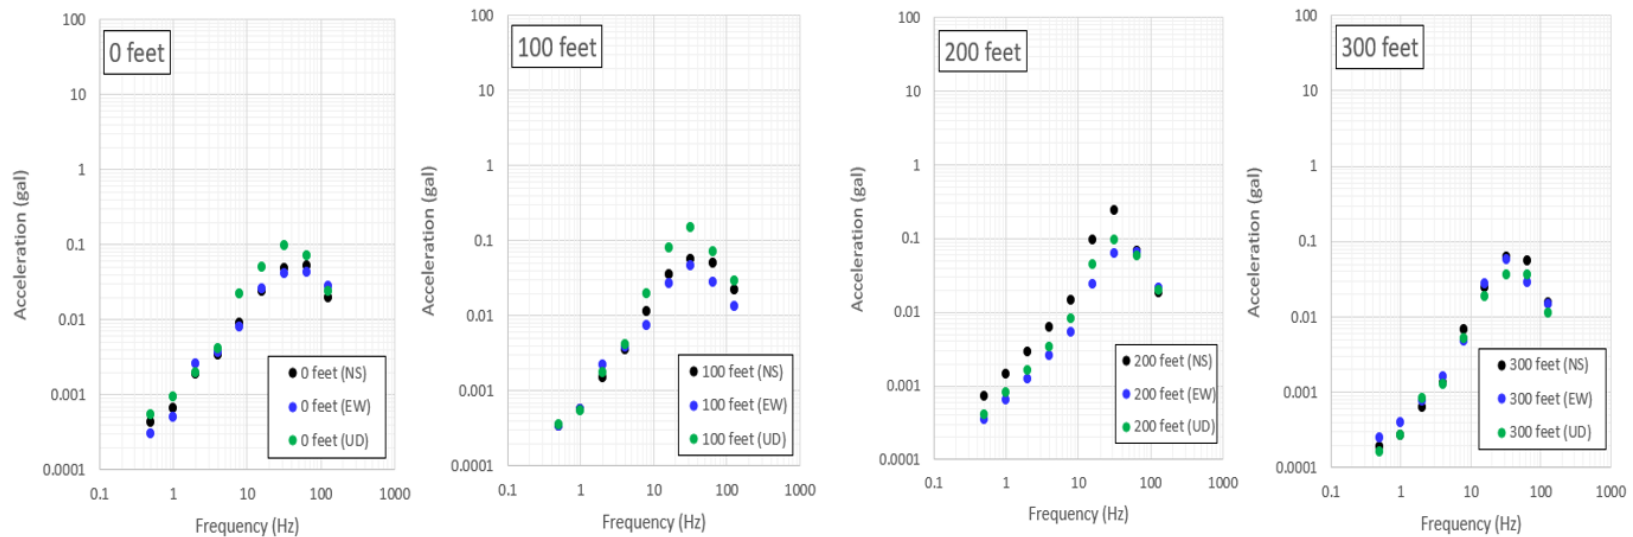 0 feet
100
10
1
0.1
0.01
0.001
0.0001
0.1 1 10 100 1000
Acceleration (gal)
Frequency (Hz)
0 feet (NS)
0 feet (EW)
0 feet (UD)
100 feet
100
10
1
0.1
0.01
0.001
0.0001
0.1 1 10 100 1000
Acceleration (gal)
Frequency (Hz)
100 feet (NS)
100 feet (EW)
100 feet (UD)
200 feet
100
10
1
0.1
0.01
0.001
0.0001
0.1 1 10 100 1000
Acceleration (gal)
Frequency (Hz)
200 feet (NS)
200 feet (EW)
200 feet (UD)
300 feet
100
10
1
0.1
0.01
0.001
0.0001
0.1 1 10 100 1000
Acceleration (gal)
Frequency (Hz)
300 feet (NS)
300 feet (EW)
300 feet (UD)